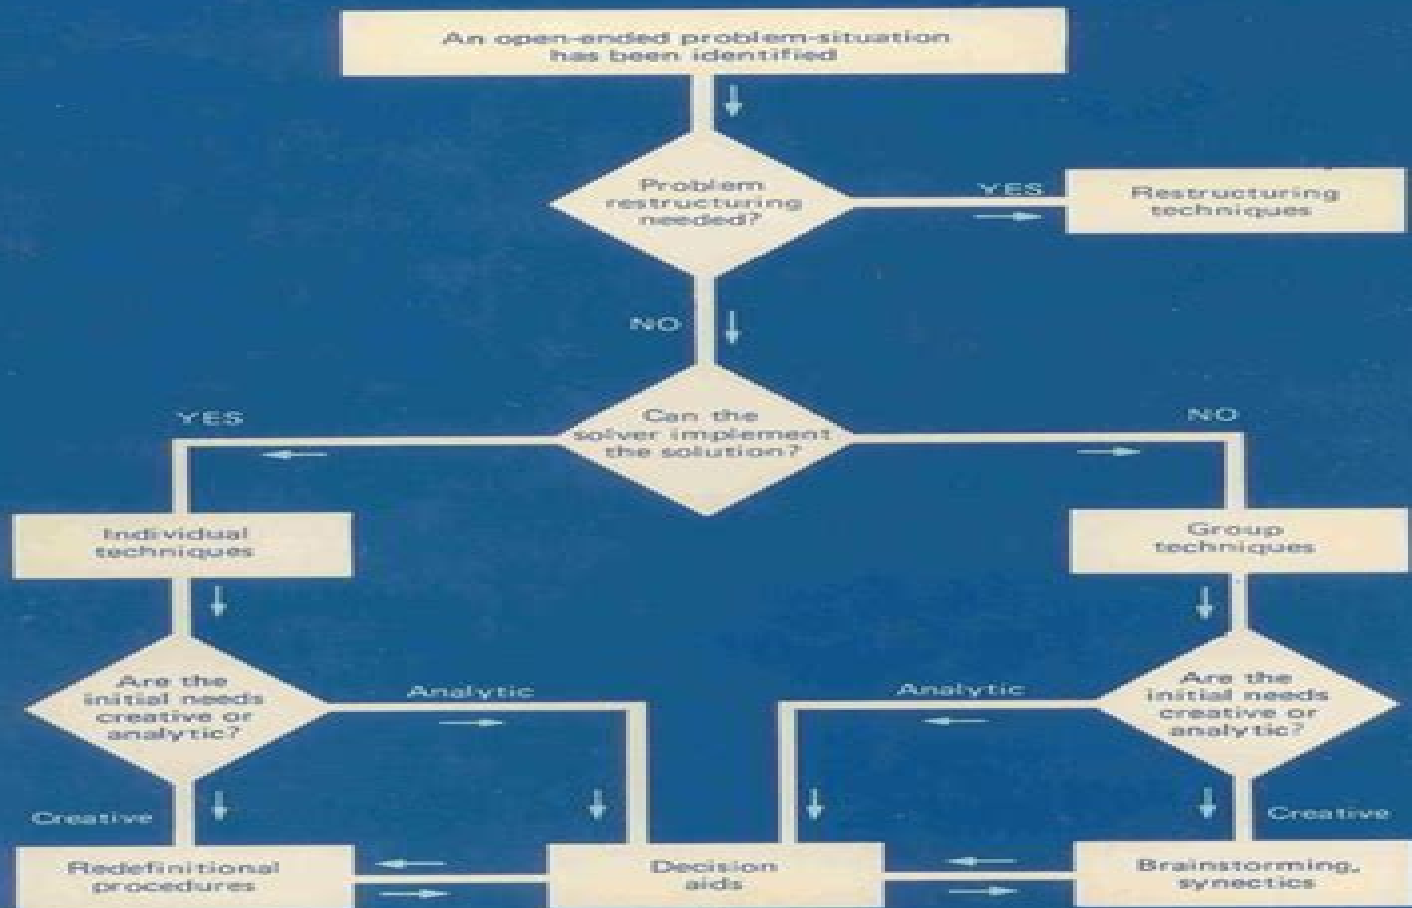 An open-ended problem-situation
has been identified
Problem
restructuring
needed?
YES
Restructuring
techniques
NO
Can the
solver implement
the solution?
YES
NO
Individual
techniques
Group
techniques
Are the
initial needs
creative or
analytic?
Analytic
Analytic
Are the
initial needs
creative or
analytic?
Creative
Creative
Redefinitional
procedures
Decision
aids
Brainstorming,
synectics